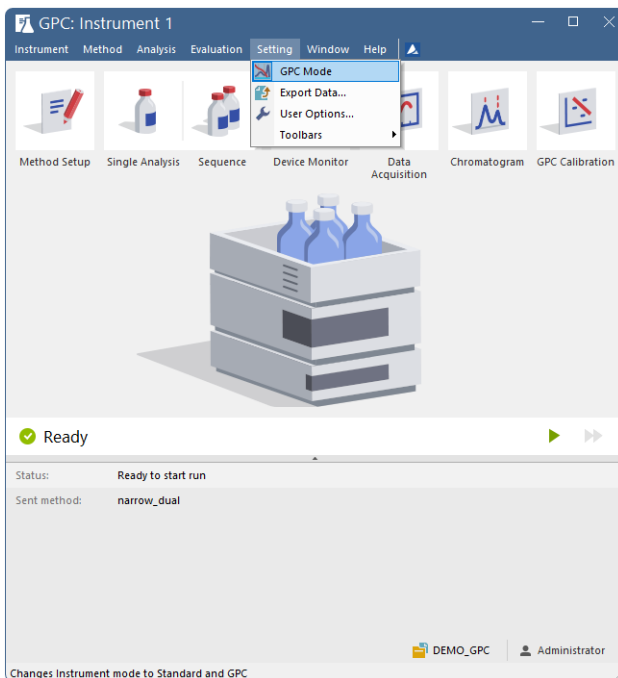 GPC: Instrument 1
Instrument Method Analysis Evaluation Setting Window Help
GPC Mode
Export Data...
User Options...
Toolbars
Method Setup Single Analysis Sequence Device Monitor Data Acquisition Chromatogram GPC Calibration
Ready
Status: Ready to start run
Sent method: narrow_dual
DEMO_GPC Administrator
Changes Instrument mode to Standard and GPC